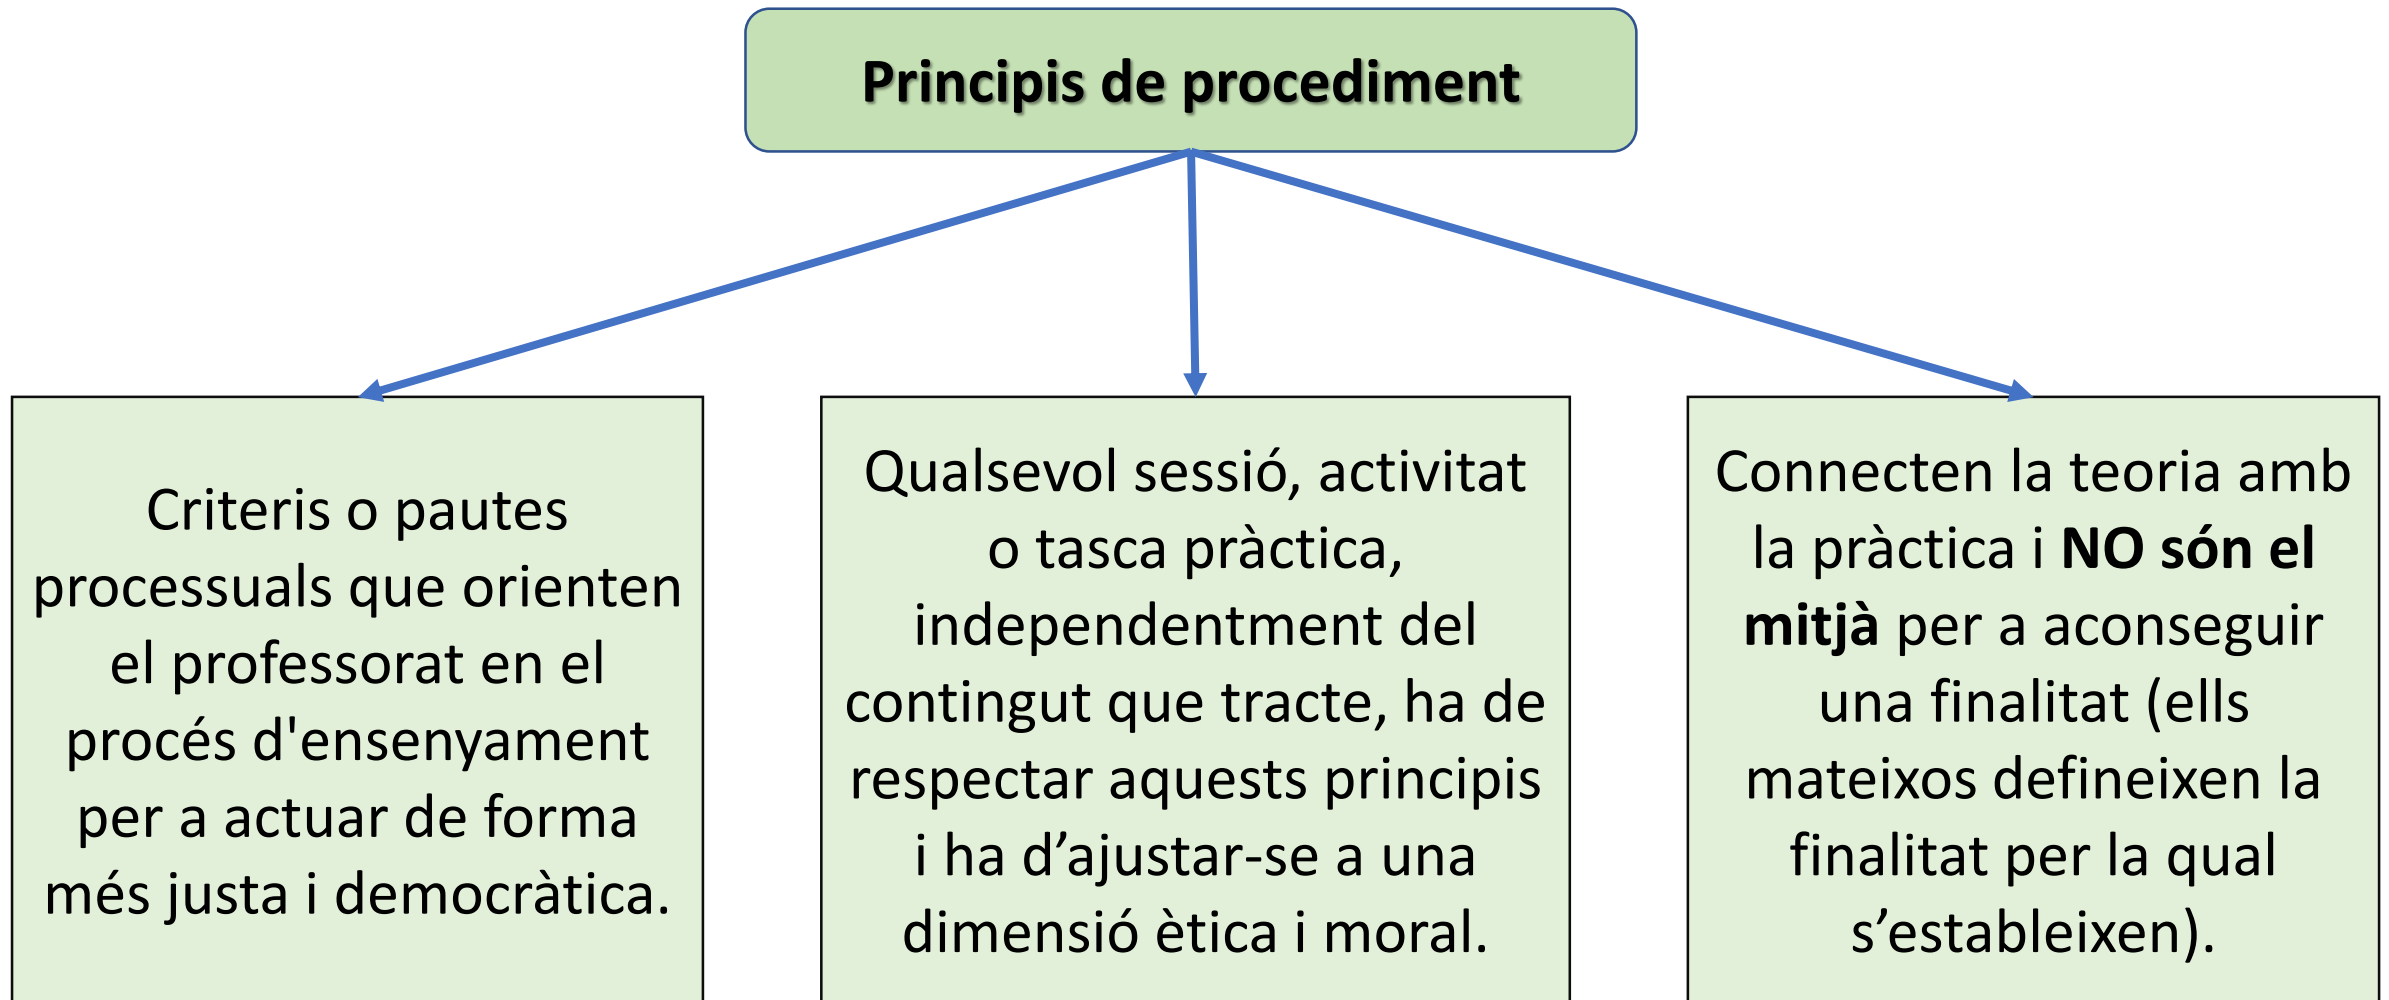 Principis de procediment
Criteris o pautes
processuals que orienten
el professorat en el
procés d'ensenyament
per a actuar de forma
més justa i democràtica.
Qualsevol sessió, activitat
o tasca pràctica,
independentment del
contingut que tracte, ha de
respectar aquests principis
i ha d’ajustar-se a una
dimensió ètica i moral.
Connecten la teoria amb
la pràctica i NO són el
mitjà per a aconseguir
una finalitat (ells
mateixos defineixen la
finalitat per la qual
s’estableixen).